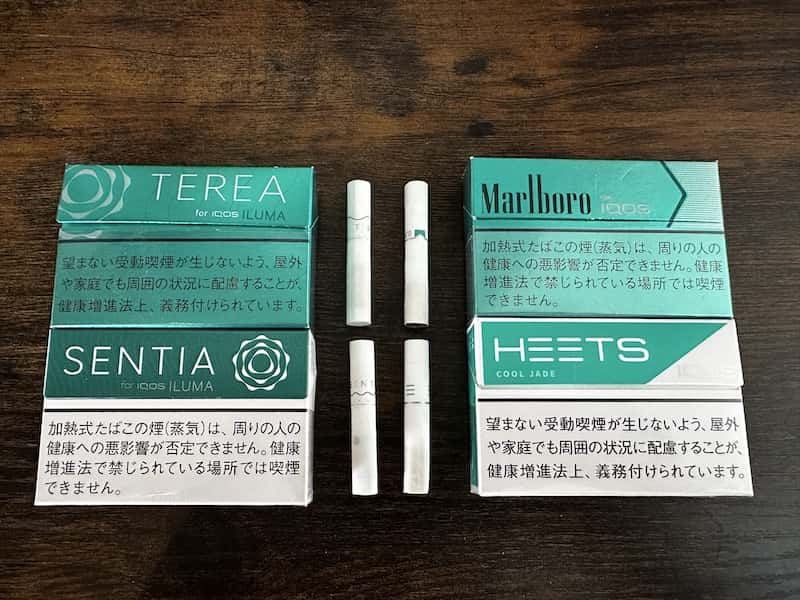 TEREA
for IQOS ILUMA
望まない受動喫煙が生じないよう、屋外
や家庭でも周囲の状況に配慮することが、
健康増進法上、義務付けられています。
SENTIA
for IQOS ILUMA
加熱式たばこの煙(蒸気)は、周りの人の
健康への悪影響が否定できません。健康
増進法で禁じられている場所では喫煙
できません。
Marlboro
for IQOS
加熱式たばこの煙(蒸気)は、周りの人の
健康への悪影響が否定できません。健康
増進法で禁じられている場所では喫煙
できません。
HEETS
COOL JADE
IQOS
望まない受動喫煙が生じないよう、屋外
や家庭でも周囲の状況に配慮することが、
健康増進法上、義務付けられています。